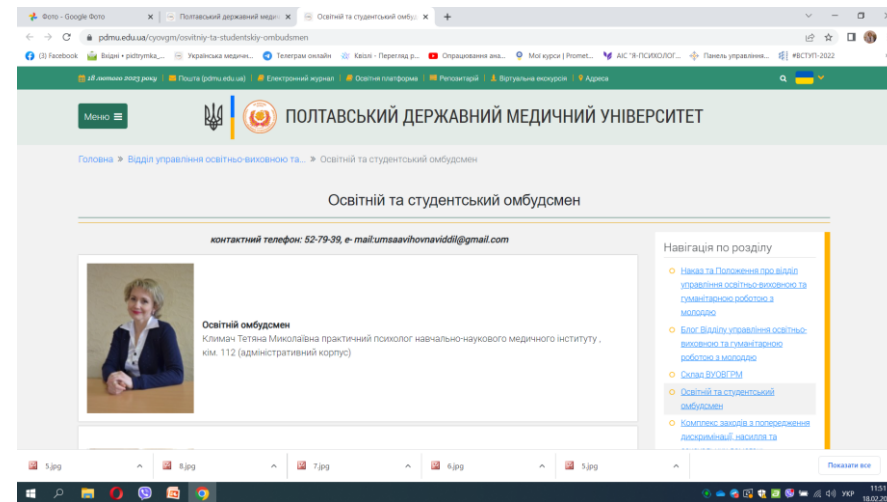 Фото - Google Фото
Полтавський державний медич
Освітній та студентський омбуд
pdmu.edu.ua/cyovgm/osvitniy-ta-studentskiy-ombudsmen
(3) Facebook
Вхідні • pidtrymka_...
Українська медичн...
Телеграм онлайн
Квізлі - Перегляд р...
Опрацювання ана...
Мої курси | Promet...
АІС "Я-ПСИХОЛОГ...
Панель управління...
#ВСТУП-2022
18 лютого 2023 року | Пошта (pdmu.edu.ua) | Електронний журнал | Освітня платформа | Репозитарій | Віртуальна екскурсія | Адреса
Меню
ПОЛТАВСЬКИЙ ДЕРЖАВНИЙ МЕДИЧНИЙ УНІВЕРСИТЕТ
Головна » Відділ управління освітньо-виховною та... » Освітній та студентський омбудсмен
Освітній та студентський омбудсмен
контактний телефон: 52-79-39, e- mail:umsaavihovnaviddil@gmail.com
Освітній омбудсмен
Климач Тетяна Миколаївна практичний психолог навчально-наукового медичного інституту ,
кім. 112 (адміністративний корпус)
Навігація по розділу
Наказ та Положення про відділ
управління освітньо-виховною та
гуманітарною роботою з
молоддю
Блог Відділу управління освітньо-
виховною та гуманітарною
роботою з молоддю
Склад ВУОВГРМ
Освітній та студентський
омбудсмен
Комплекс заходів з попередження
дискримінації, насилля та
5.jpg
8.jpg
7.jpg
6.jpg
5.jpg
Показати все
УКР
11:51
18.02.20